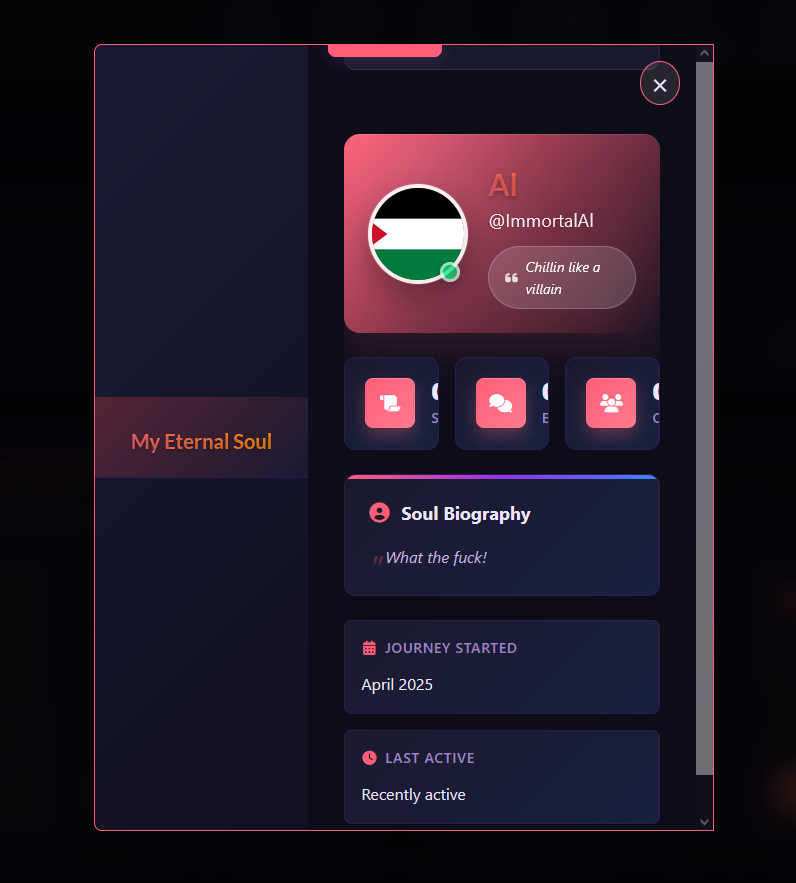 My Eternal Soul
Al
@ImmortalAl
Chillin like a
villain
Soul Biography
"What the fuck!
JOURNEY STARTED
April 2025
LAST ACTIVE
Recently active